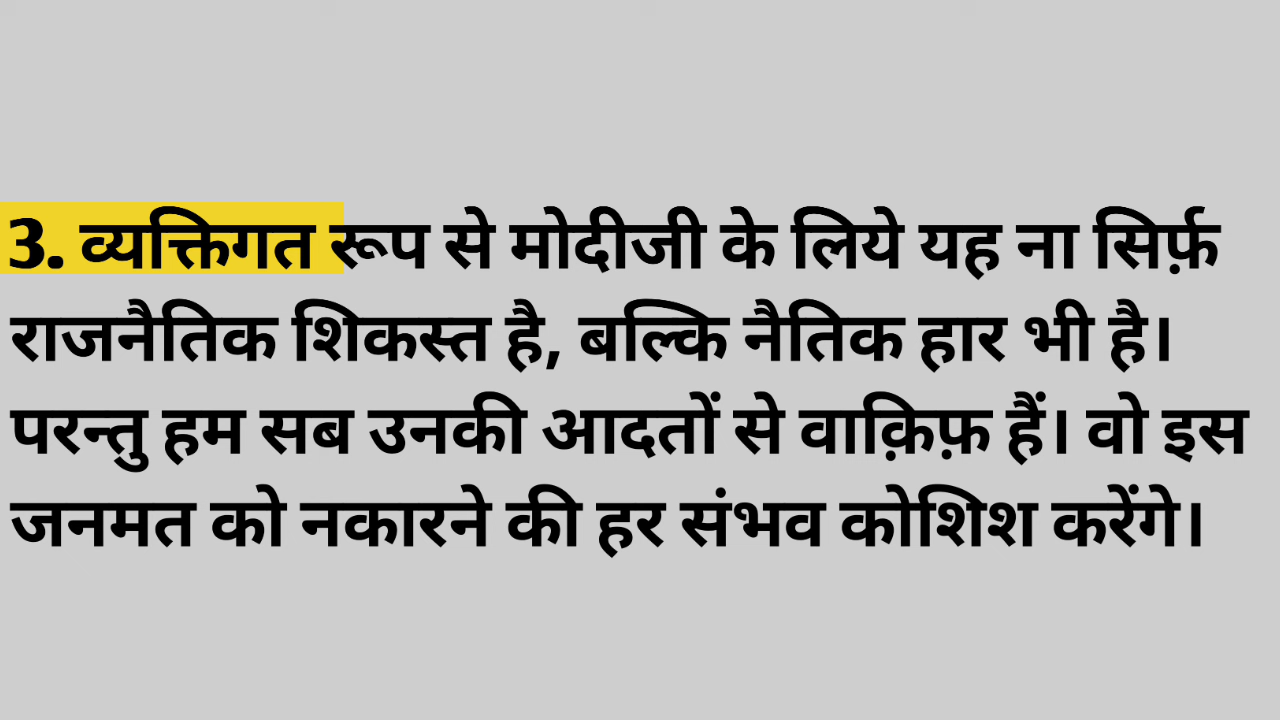 3. व्यक्तिगत रूप से मोदीजी के लिये यह ना सिर्फ़
राजनैतिक शिकस्त है, बल्कि नैतिक हार भी है।
परन्तु हम सब उनकी आदतों से वाक़िफ़ हैं। वो इस
जनमत को नकारने की हर संभव कोशिश करेंगे।